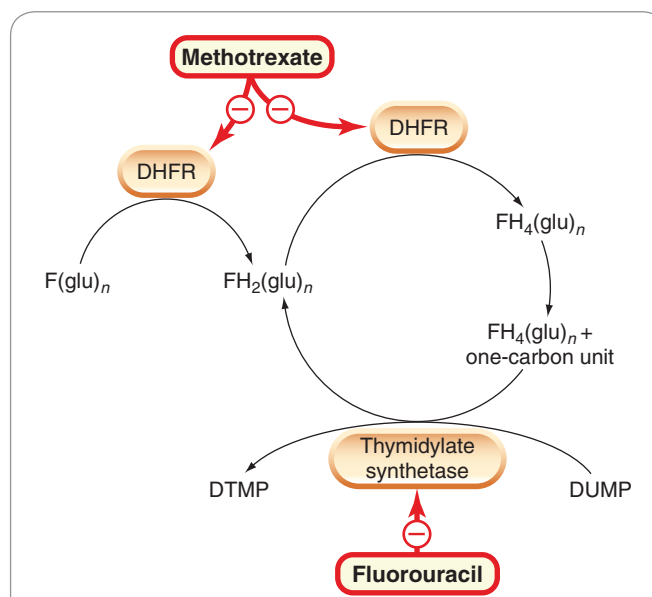 Methotrexate
−
−
DHFR
DHFR
FH₄(glu)ₙ
F(glu)ₙ
FH₂(glu)ₙ
FH₄(glu)ₙ +
one-carbon unit
Thymidylate
synthetase
DTMP
DUMP
−
Fluorouracil